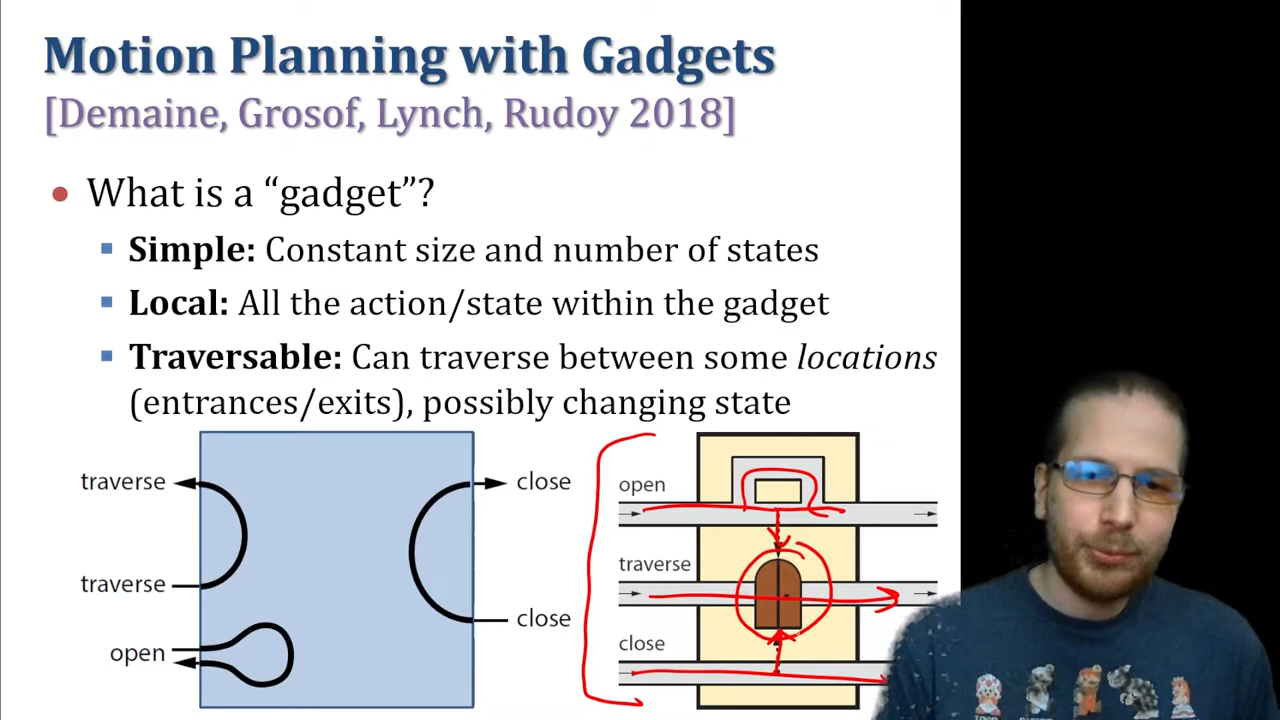 Motion Planning with Gadgets
[Demaine, Grosof, Lynch, Rudoy 2018]
What is a “gadget”?
Simple: Constant size and number of states
Local: All the action/state within the gadget
Traversable: Can traverse between some locations
(entrances/exits), possibly changing state
traverse
traverse
open
close
close
open
traverse
close